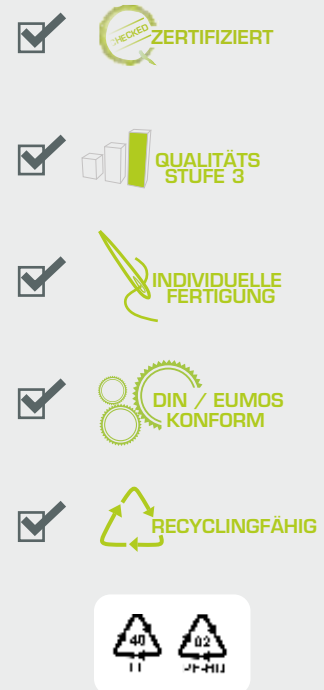 CHECKED
ZERTIFIZIERT
QUALITÄTS
STUFE 3
INDIVIDUELLE
FERTIGUNG
DIN / EUMOS
KONFORM
RECYCLINGFÄHIG
40 02